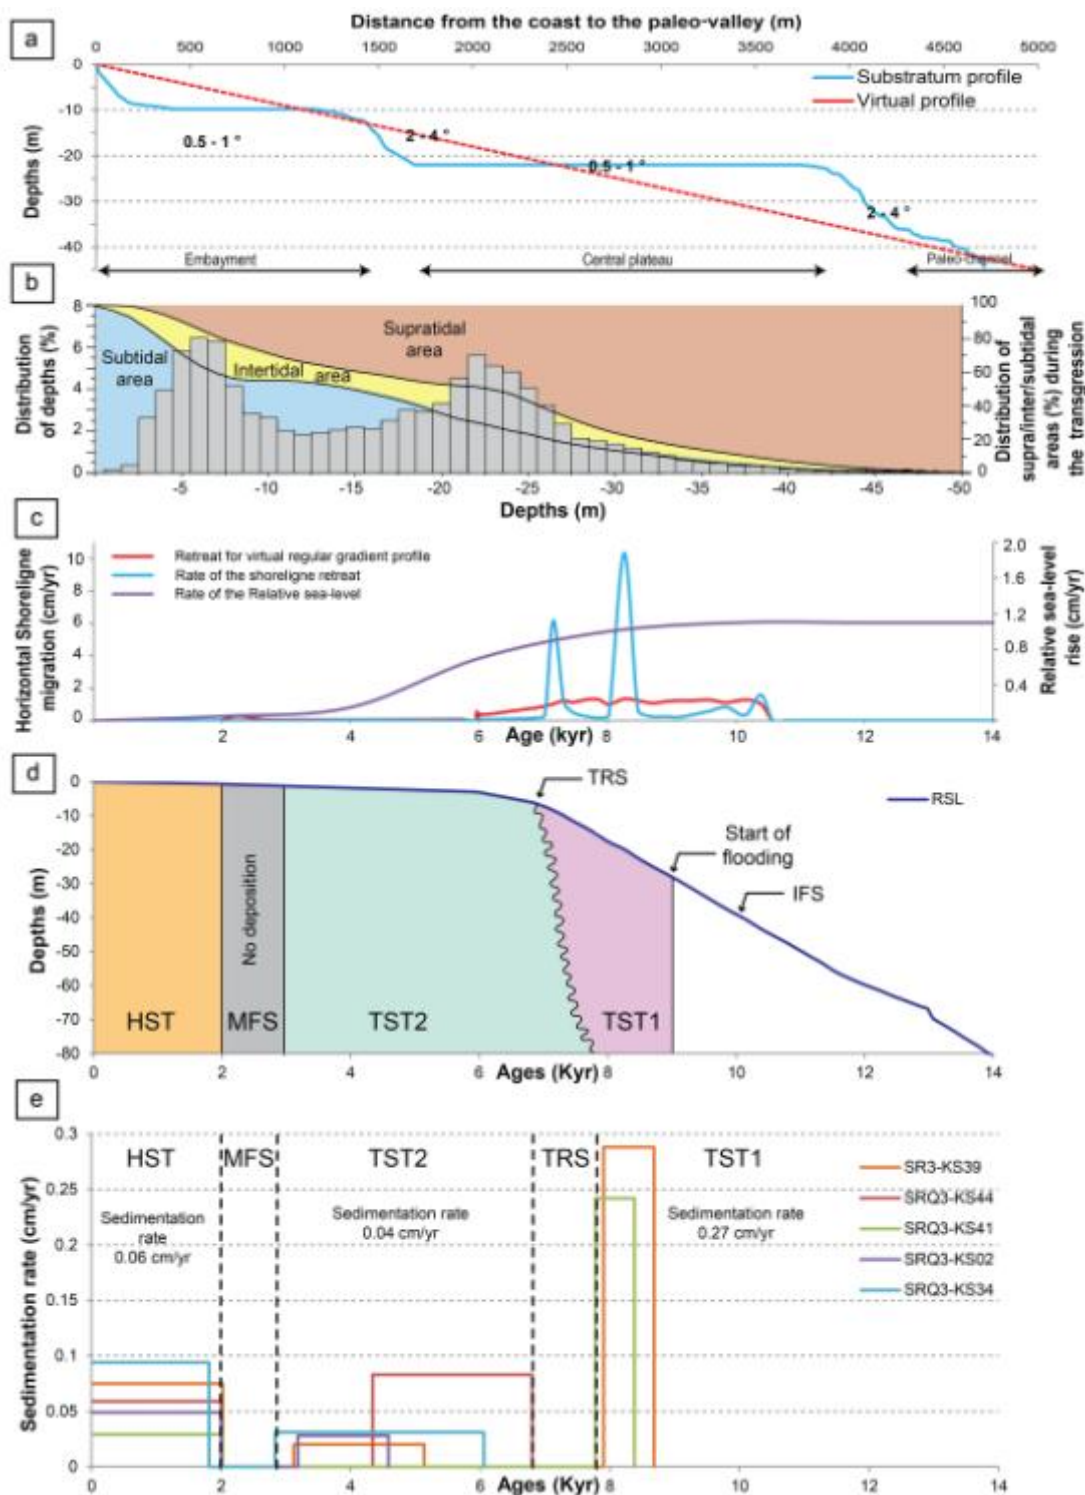 a
Distance from the coast to the paleo-valley (m)
0 500 1000 1500 2000 2500 3000 3500 4000 4500 5000
0
-10
-20
-30
-40
Depths (m)
Substratum profile
Virtual profile
0.5 - 1 °
2 - 4 °
0.5 - 1 °
2 - 4 °
Embayment
Central plateau
Paleo-channel
b
8
6
4
2
0
Distribution
of depths (%)
Subtidal
area
Intertidal area
Supratidal
area
100
80
60
40
20
0
Distribution of
supra/inter/subtidal
areas (%) during
the transgression
-5 -10 -15 -20 -25 -30 -35 -40 -45 -50
Depths (m)
c
10
8
6
4
2
0
Horizontal Shoreligne
migration (cm/yr)
Retreat for virtual regular gradient profile
Rate of the shoreligne retreat
Rate of the Relative sea-level
2.0
1.6
1.2
0.8
0.4
Relative sea-level
rise (cm/yr)
2 4 6 8 10 12 14
Age (kyr)
d
0
-10
-20
-30
-40
-50
-60
-70
-80
Depths (m)
TRS
RSL
Start of
flooding
IFS
No deposition
HST
MFS
TST2
TST1
0 2 4 6 8 10 12 14
Ages (Kyr)
e
0.3
0.25
0.2
0.15
0.1
0.05
0
Sedimentation rate (cm/yr)
HST
MFS
TST2
TRS
TST1
Sedimentation
rate
0.06 cm/yr
Sedimentation rate
0.04 cm/yr
Sedimentation rate
0.27 cm/yr
SR3-KS39
SRQ3-KS44
SRQ3-KS41
SRQ3-KS02
SRQ3-KS34
0 2 4 6 8 10 12 14
Ages (Kyr)